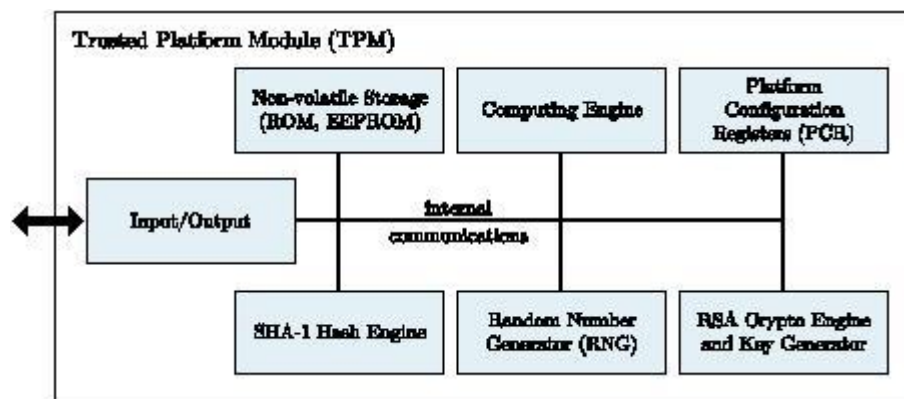 Trusted Platform Module (TPM)
Non-volatile Storage
(ROM, EEPROM)
Computing Engine
Platform
Configuration
Registers (PCR)
Input/Output
internal
communications
SHA-1 Hash Engine
Random Number
Generator (RNG)
RSA Crypto Engine
and Key Generator